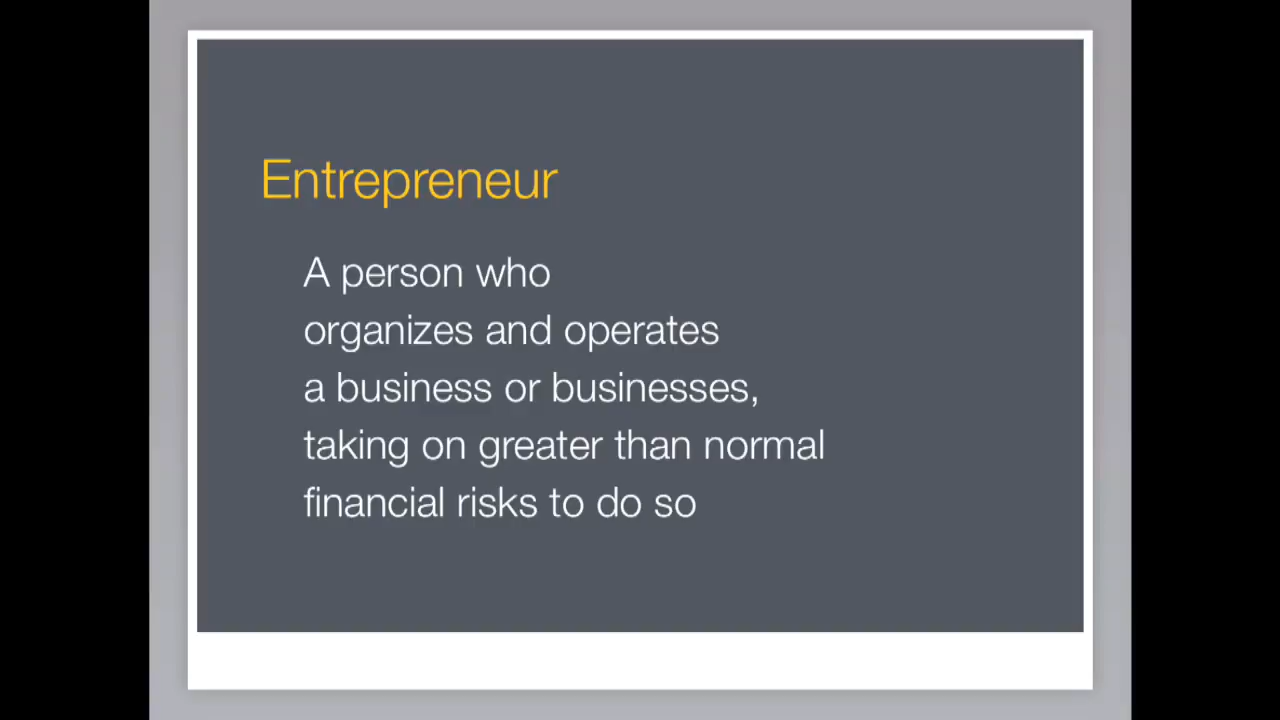 Entrepreneur
A person who
organizes and operates
a business or businesses,
taking on greater than normal
financial risks to do so